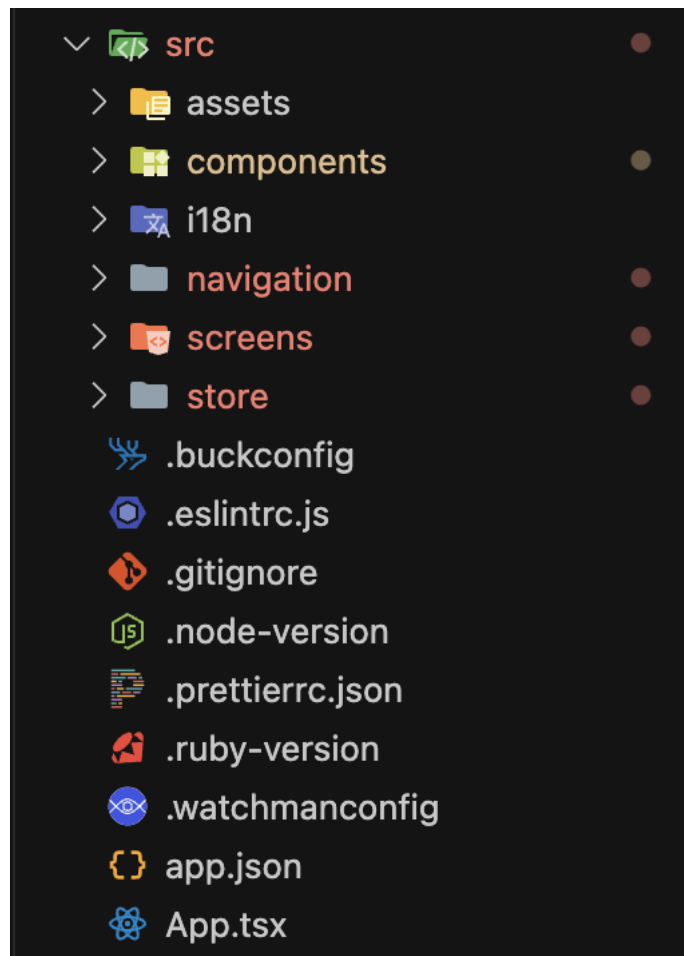 src
assets
components
i18n
navigation
screens
store
.buckconfig
.eslintrc.js
.gitignore
.node-version
.prettierrc.json
.ruby-version
.watchmanconfig
app.json
App.tsx